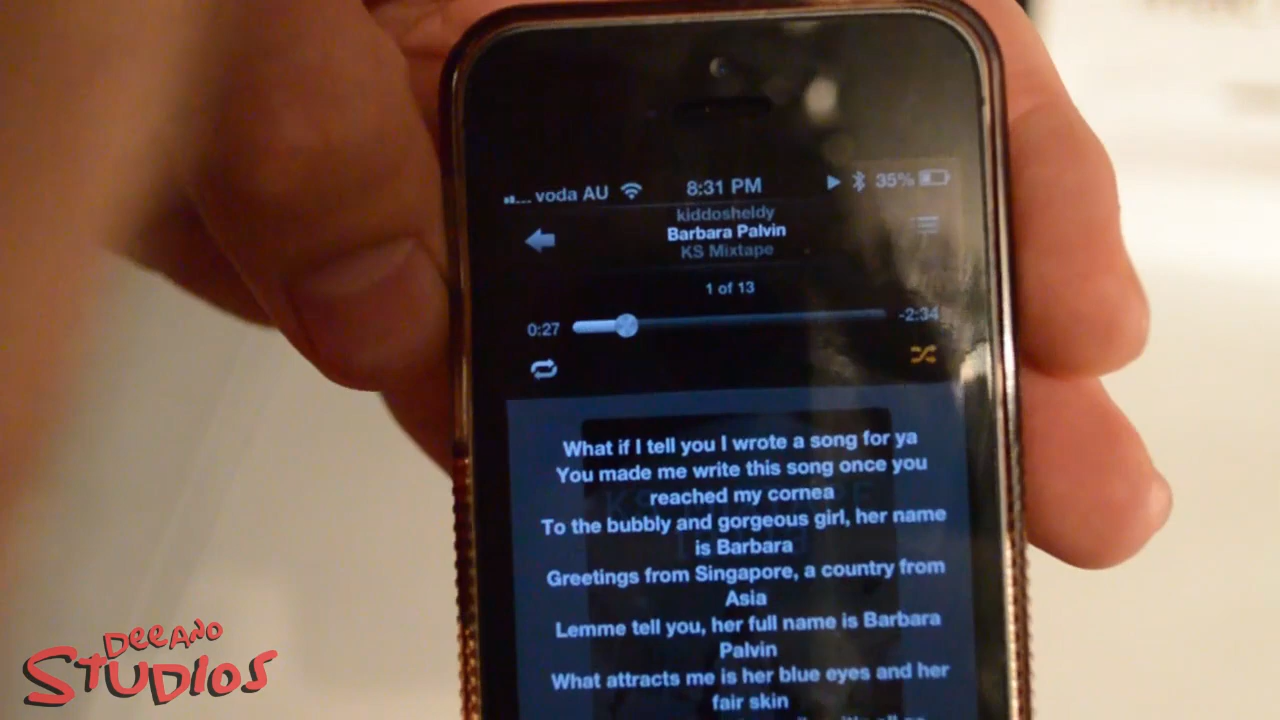 voda AU 8:31 PM 35%
kiddosheldy
Barbara Palvin
KS Mixtape
1 of 13
0:27 -2:34
What if I tell you I wrote a song for ya
You made me write this song once you
reached my cornea
To the bubbly and gorgeous girl, her name
is Barbara
Greetings from Singapore, a country from
Asia
Lemme tell you, her full name is Barbara
Palvin
What attracts me is her blue eyes and her
fair skin
DEEANO
STUDIOS